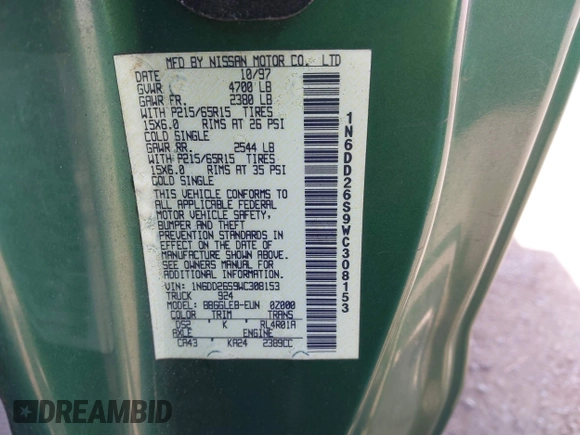 MFD BY NISSAN MOTOR CO. LTD
DATE 10/97
GVWR 4700 LB
GAWR FR. 2380 LB
WITH P215/65R15 TIRES
15X6.0 RIMS AT 26 PSI
COLD SINGLE
GAWR RR. 2544 LB
WITH P215/65R15 TIRES
15X6.0 RIMS AT 35 PSI
COLD SINGLE
THIS VEHICLE CONFORMS TO
ALL APPLICABLE FEDERAL
MOTOR VEHICLE SAFETY,
BUMPER AND THEFT
PREVENTION STANDARDS IN
EFFECT ON THE DATE OF
MANUFACTURE SHOWN ABOVE.
SEE OWNERS MANUAL FOR
ADDITIONAL INFORMATION
VIN: 1N6DD26S9WC308153
TRUCK 924
MODEL: BBGGLEB-EUN 0Z000
COLOR TRIM TRANS
DS2 K RL4R01A
AXLE ENGINE
CA43 KA24 2389CC
1N6DD26S9WC308153
DREAMBID